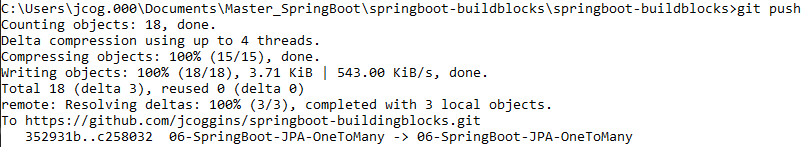 C:\Users\jcog.000\Documents\Master_SpringBoot\springboot-buildblocks\springboot-buildblocks>git push
Counting objects: 18, done.
Delta compression using up to 4 threads.
Compressing objects: 100% (15/15), done.
Writing objects: 100% (18/18), 3.71 KiB | 543.00 KiB/s, done.
Total 18 (delta 3), reused 0 (delta 0)
remote: Resolving deltas: 100% (3/3), completed with 3 local objects.
To https://github.com/jcoggins/springboot-buildingblocks.git
   352931b..c258032  06-SpringBoot-JPA-OneToMany -> 06-SpringBoot-JPA-OneToMany